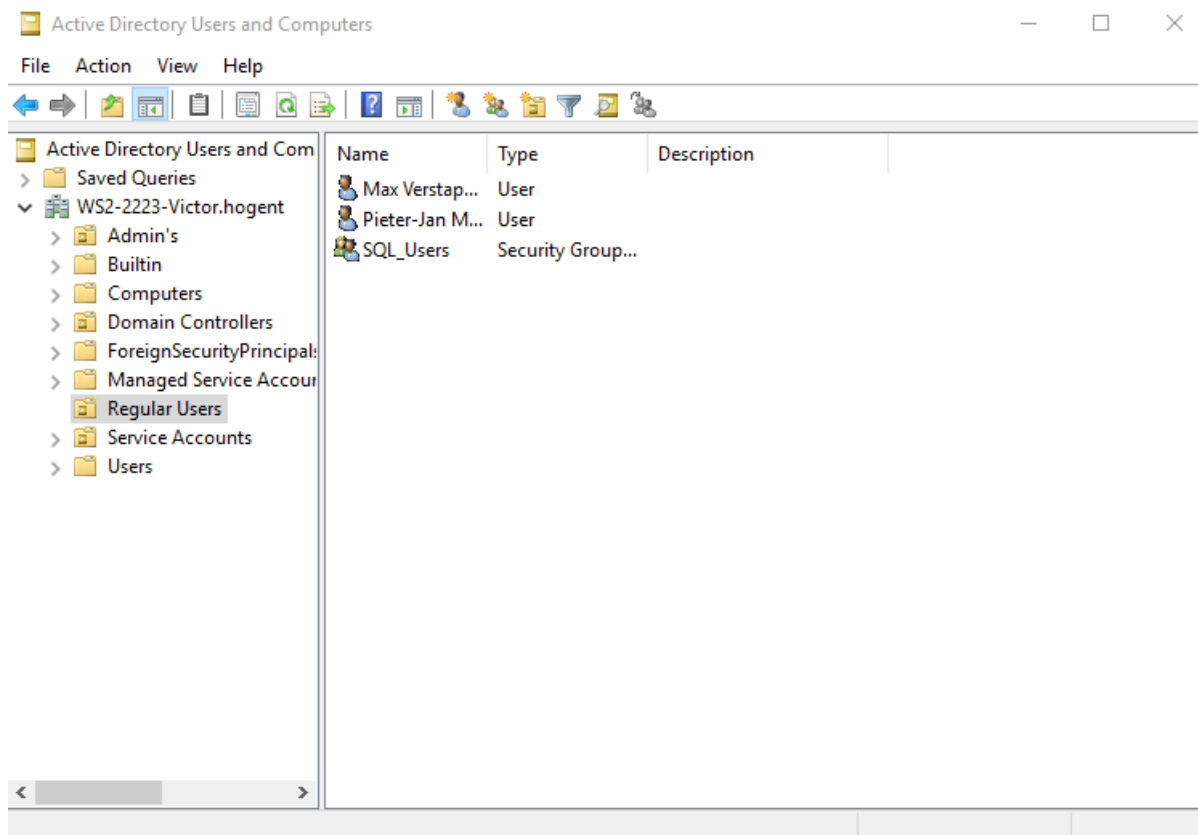 Active Directory Users and Computers
File Action View Help
Active Directory Users and Com
Saved Queries
WS2-2223-Victor.hogent
Admin's
Builtin
Computers
Domain Controllers
ForeignSecurityPrincipals
Managed Service Accour
Regular Users
Service Accounts
Users
Name Type Description
Max Verstap... User
Pieter-Jan M... User
SQL_Users Security Group...